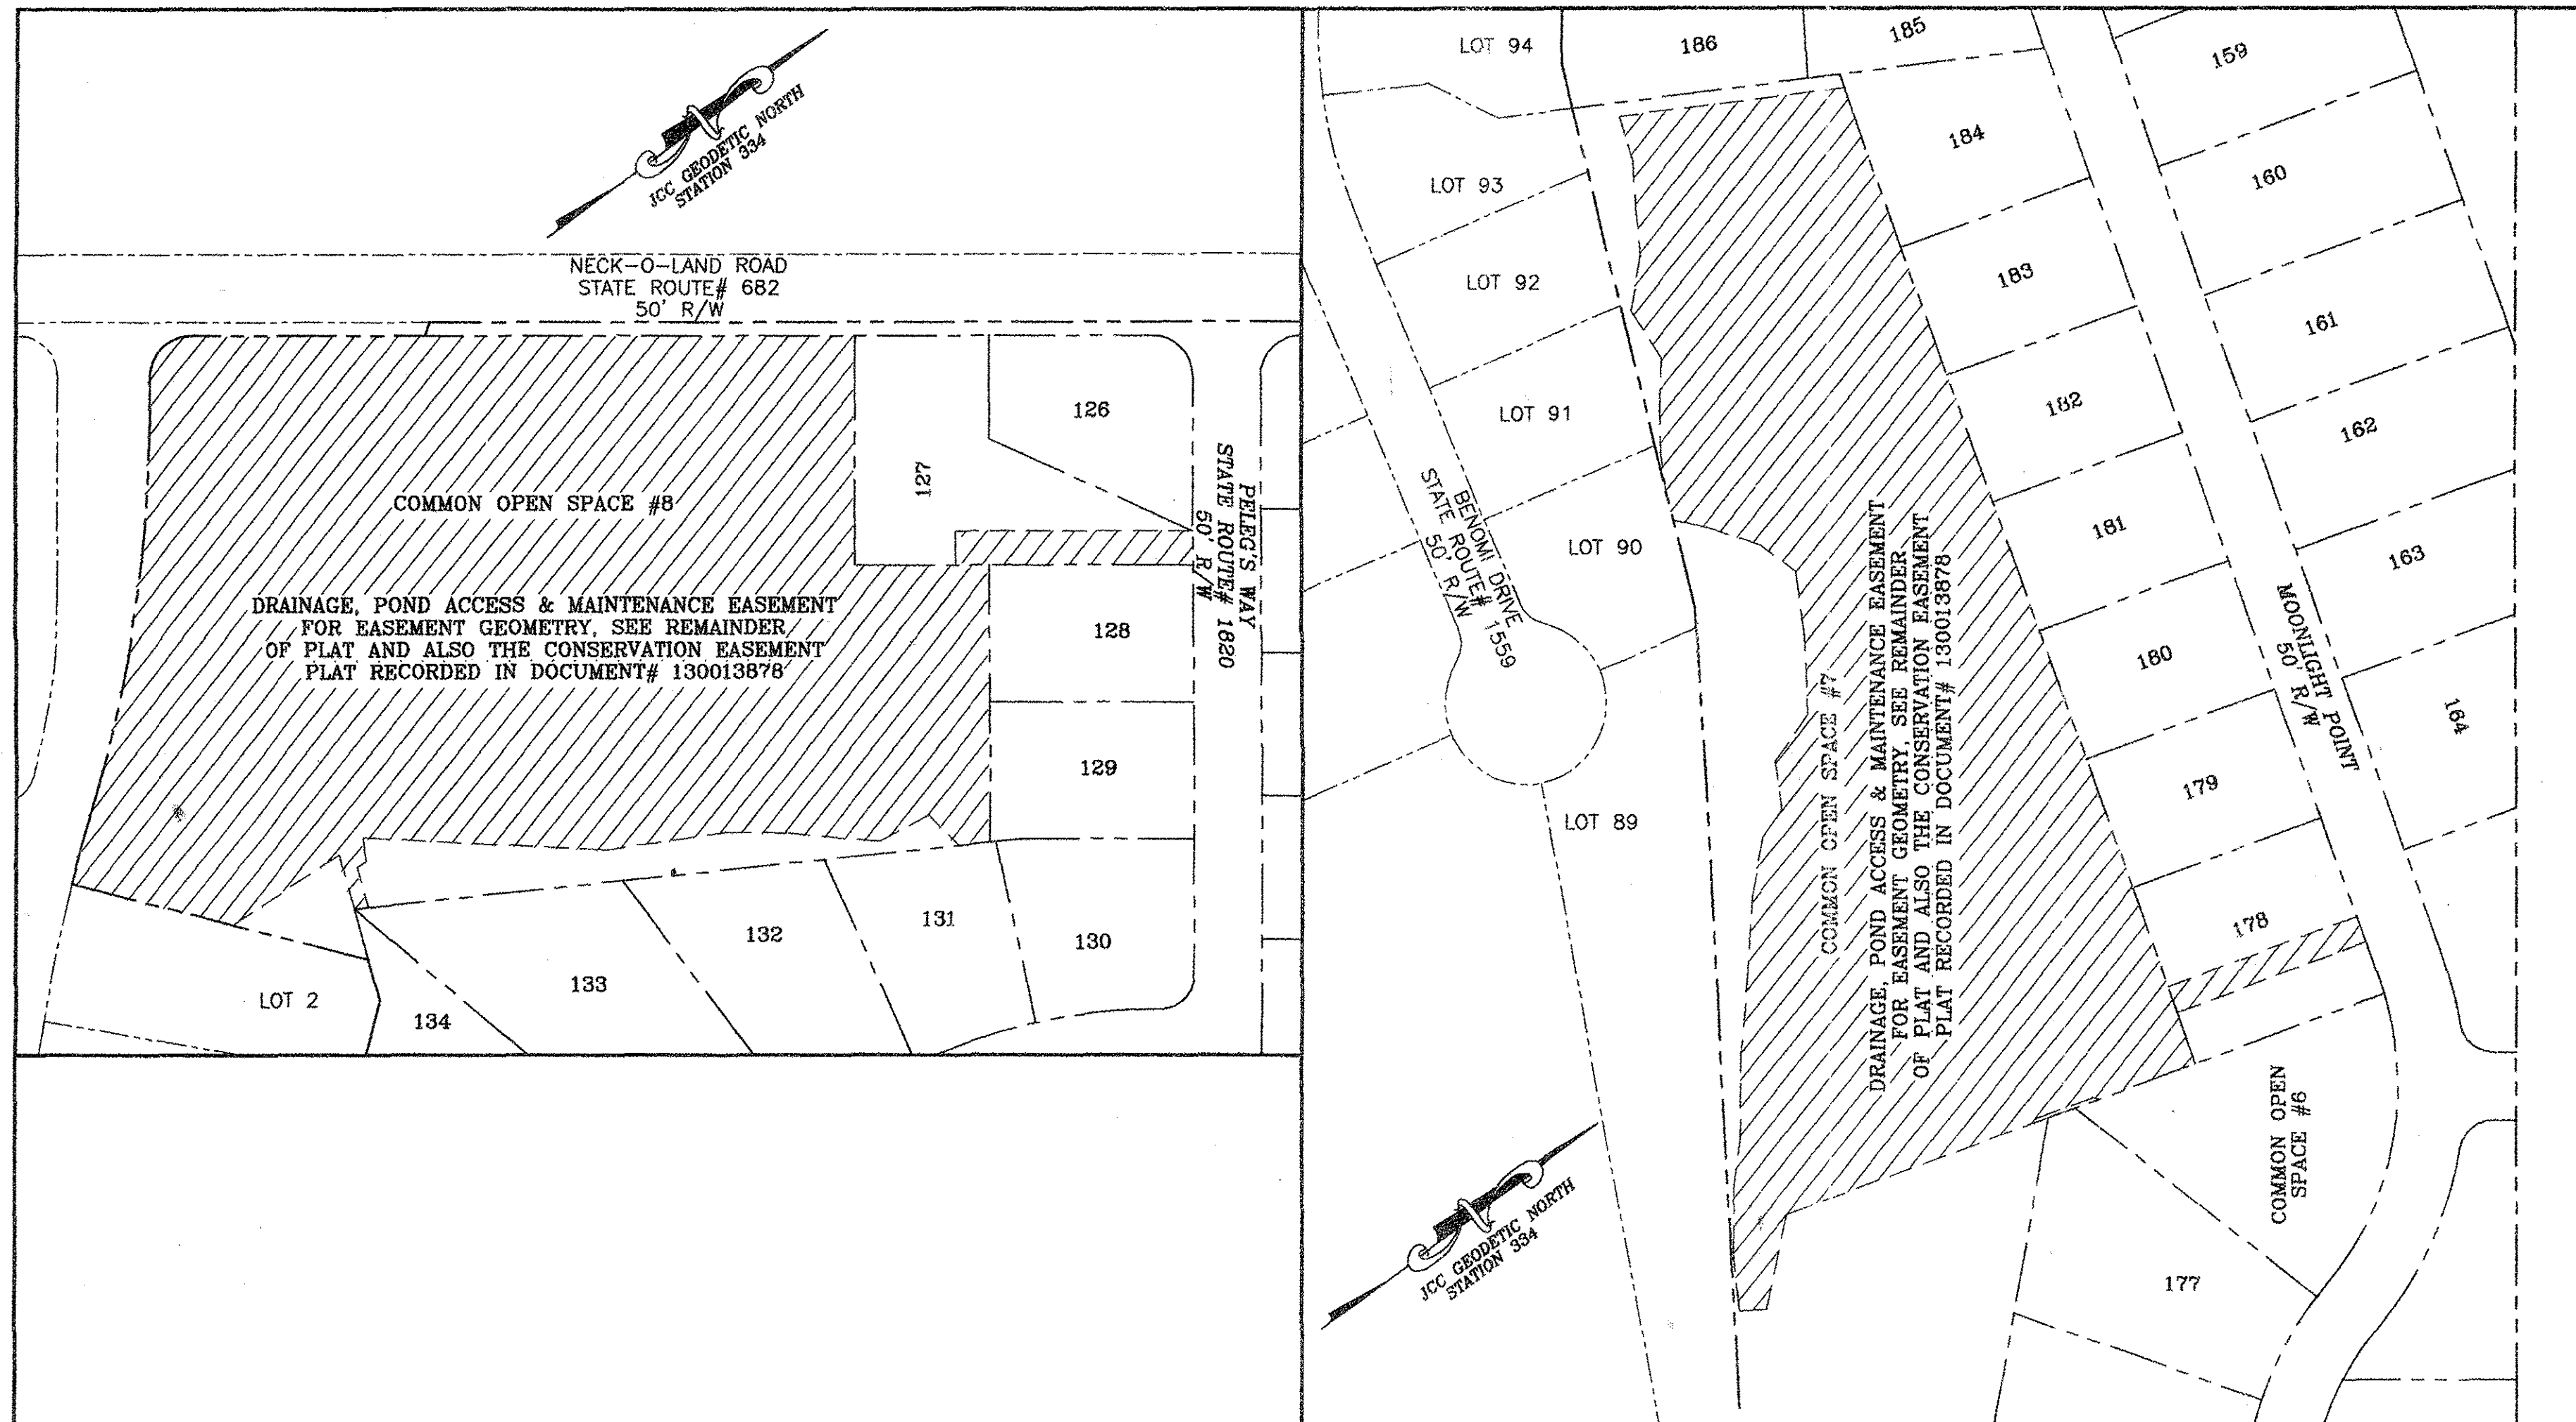 JCC GEODETIC NORTH
STATION 334
NECK-O-LAND ROAD
STATE ROUTE# 682
50' R/W
126
127
PELEG'S WAY
STATE ROUTE# 1820
50' R/W
COMMON OPEN SPACE #8
DRAINAGE, POND ACCESS & MAINTENANCE EASEMENT
FOR EASEMENT GEOMETRY, SEE REMAINDER
OF PLAT AND ALSO THE CONSERVATION EASEMENT
PLAT RECORDED IN DOCUMENT# 130013878
128
129
130
131
132
133
134
LOT 2
LOT 94
186
185
159
LOT 93
184
160
LOT 92
183
161
LOT 91
182
162
BENOMI DRIVE
STATE ROUTE# 1559
50' R/W
LOT 90
181
163
MOONLIGHT POINT
50' R/W
180
164
179
LOT 89
COMMON OPEN SPACE #7
DRAINAGE, POND ACCESS & MAINTENANCE EASEMENT
FOR EASEMENT GEOMETRY, SEE REMAINDER
OF PLAT AND ALSO THE CONSERVATION EASEMENT
PLAT RECORDED IN DOCUMENT# 130013878
178
COMMON OPEN
SPACE #6
177
JCC GEODETIC NORTH
STATION 334